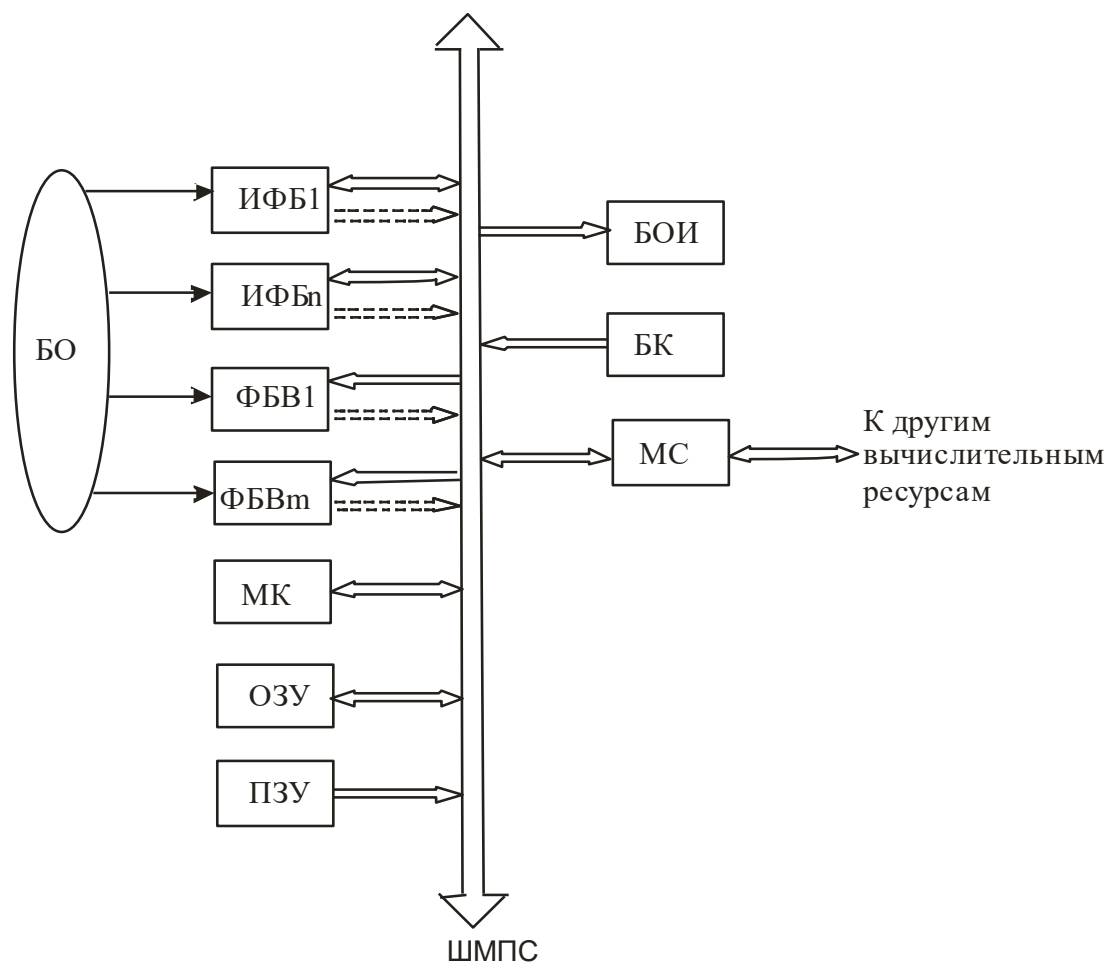 ИФБ1
БОИ
ИФБn
БО
БК
ФБВ1
МС
К другим
вычислительным
ресурсам
ФБВm
МК
ОЗУ
ПЗУ
ШМПС